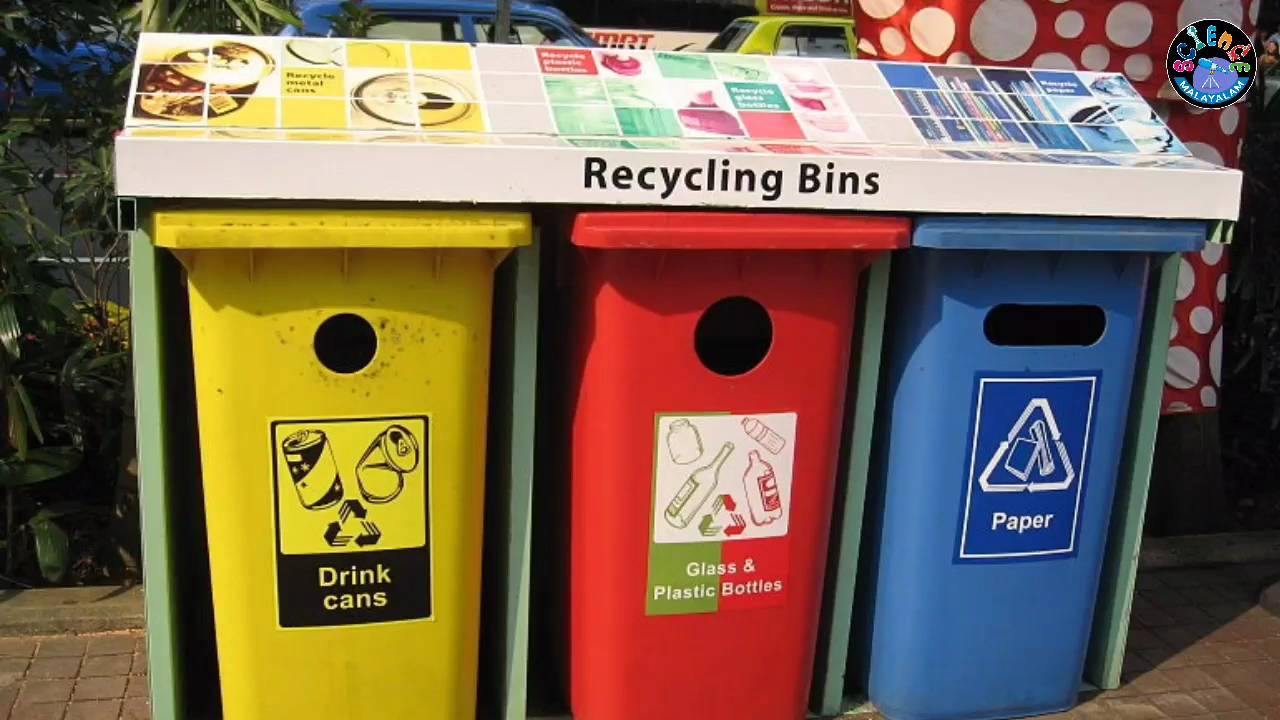 Recycle
metal
cans
Recycle
plastic
bottles
Recycle
glass
bottles
Recycle
paper
SMRT
Recycling Bins
Drink
cans
Glass &
Plastic Bottles
Paper
MALAYALAM